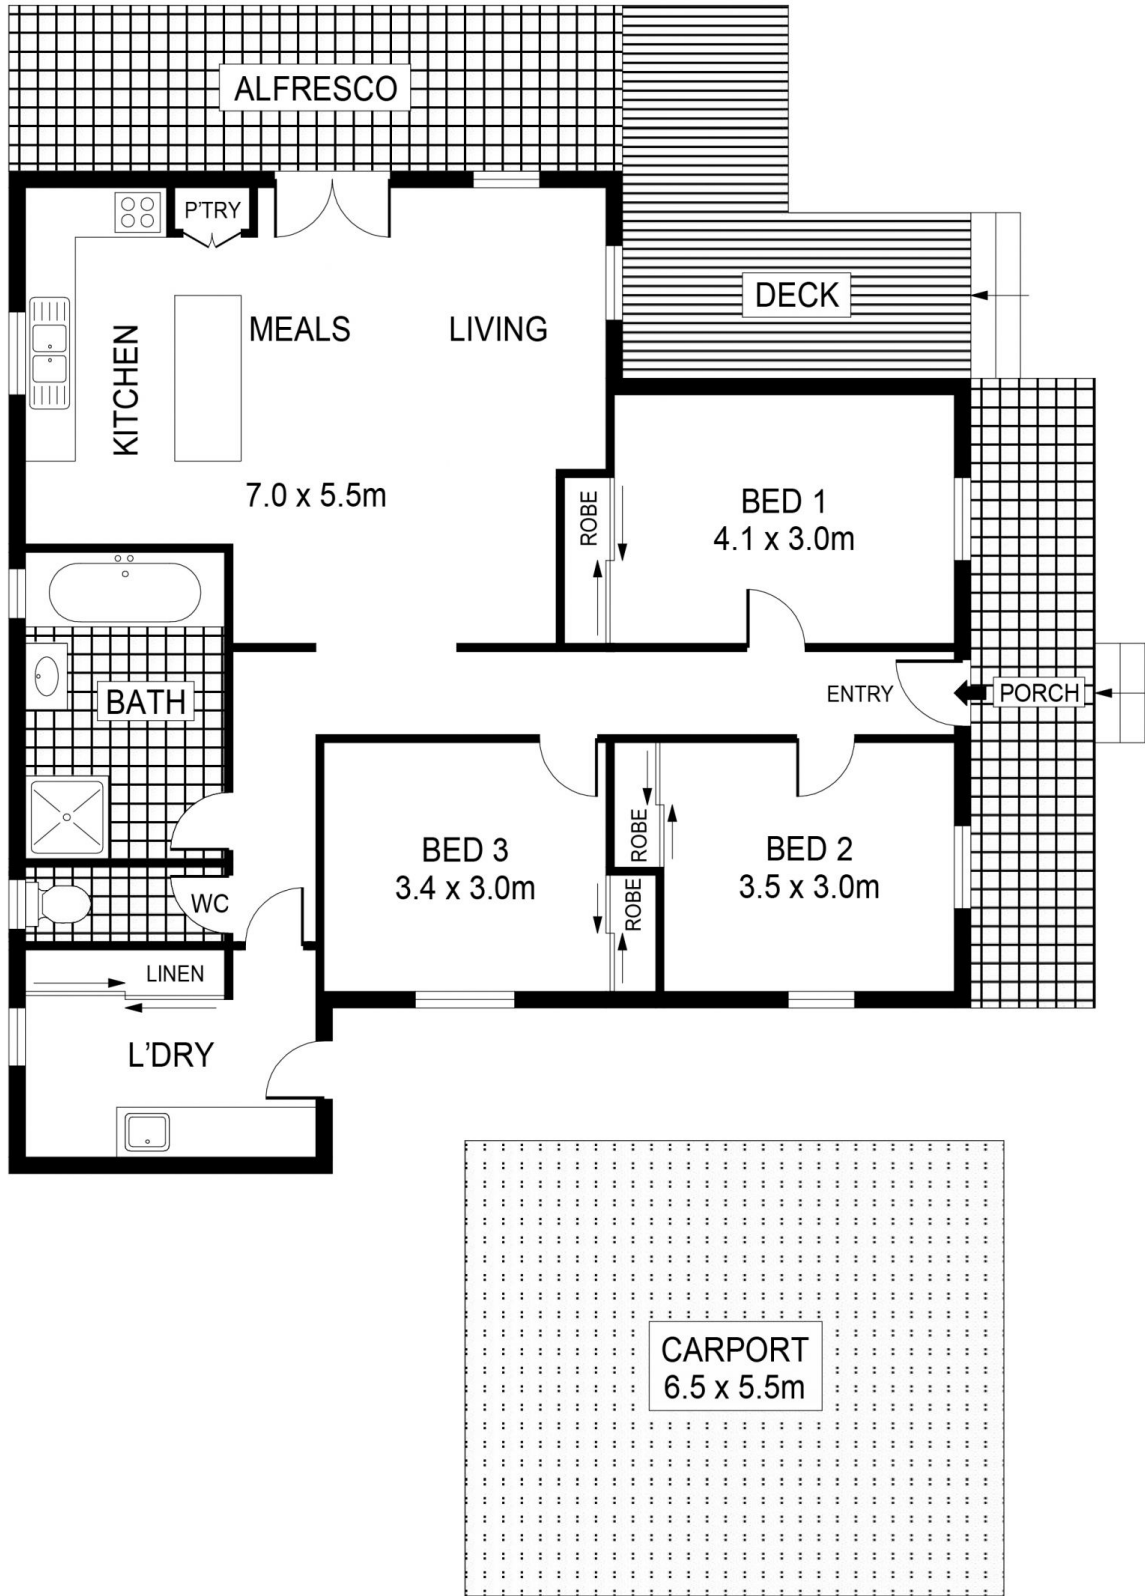 ALFRESCO
P'TRY
DECK
MEALS
LIVING
KITCHEN
7.0 x 5.5m
ROBE
BED 1
4.1 x 3.0m
BATH
ENTRY
PORCH
BED 3
3.4 x 3.0m
ROBE
ROBE
BED 2
3.5 x 3.0m
WC
LINEN
L'DRY
CARPORT
6.5 x 5.5m